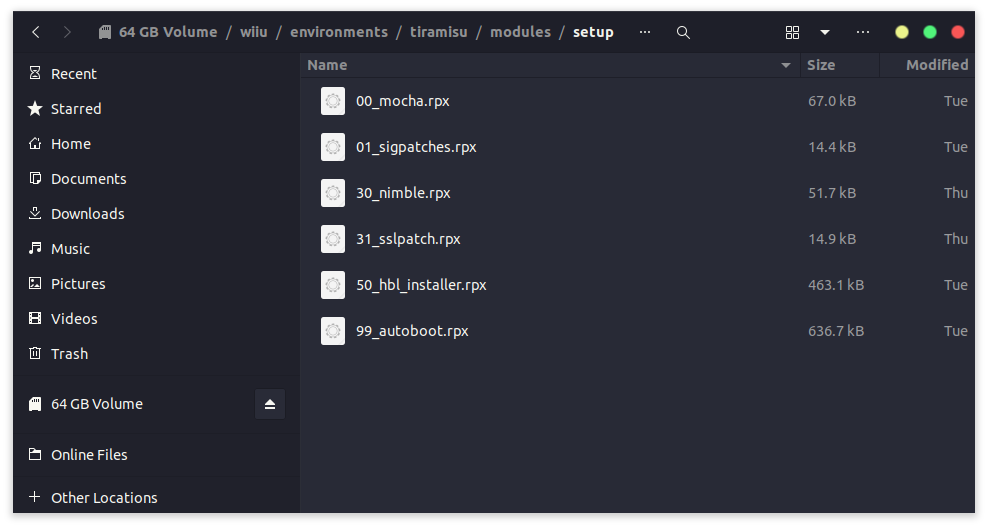 64 GB Volume / wiiu / environments / tiramisu / modules / setup
Name Size Modified
Recent
Starred
Home
Documents
Downloads
Music
Pictures
Videos
Trash
64 GB Volume
Online Files
Other Locations
00_mocha.rpx 67.0 kB Tue
01_sigpatches.rpx 14.4 kB Tue
30_nimble.rpx 51.7 kB Thu
31_sslpatch.rpx 14.9 kB Thu
50_hbl_installer.rpx 463.1 kB Tue
99_autoboot.rpx 636.7 kB Tue